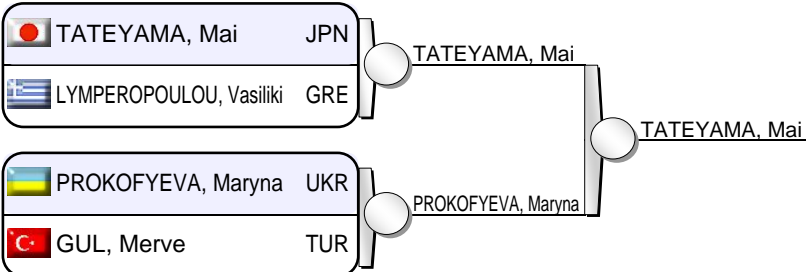 TATEYAMA, Mai JPN
LYMPEROPOULOU, Vasiliki GRE
TATEYAMA, Mai
TATEYAMA, Mai
PROKOFYEVA, Maryna UKR
GUL, Merve TUR
PROKOFYEVA, Maryna